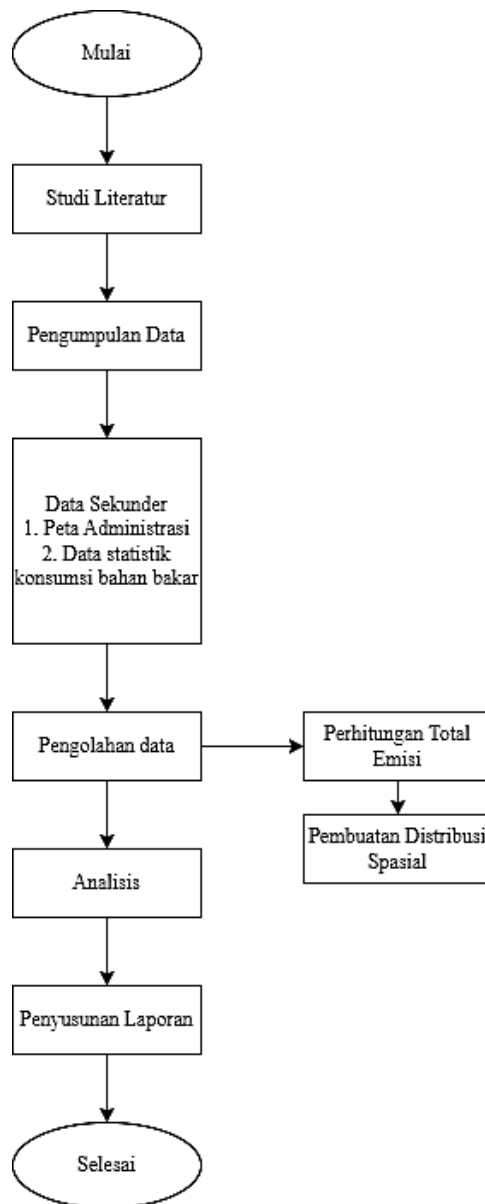 Mulai
Studi Literatur
Pengumpulan Data
Data Sekunder
1. Peta Administrasi
2. Data statistik
konsumsi bahan bakar
Pengolahan data
Perhitungan Total
Emisi
Pembuatan Distribusi
Spasial
Analisis
Penyusunan Laporan
Selesai